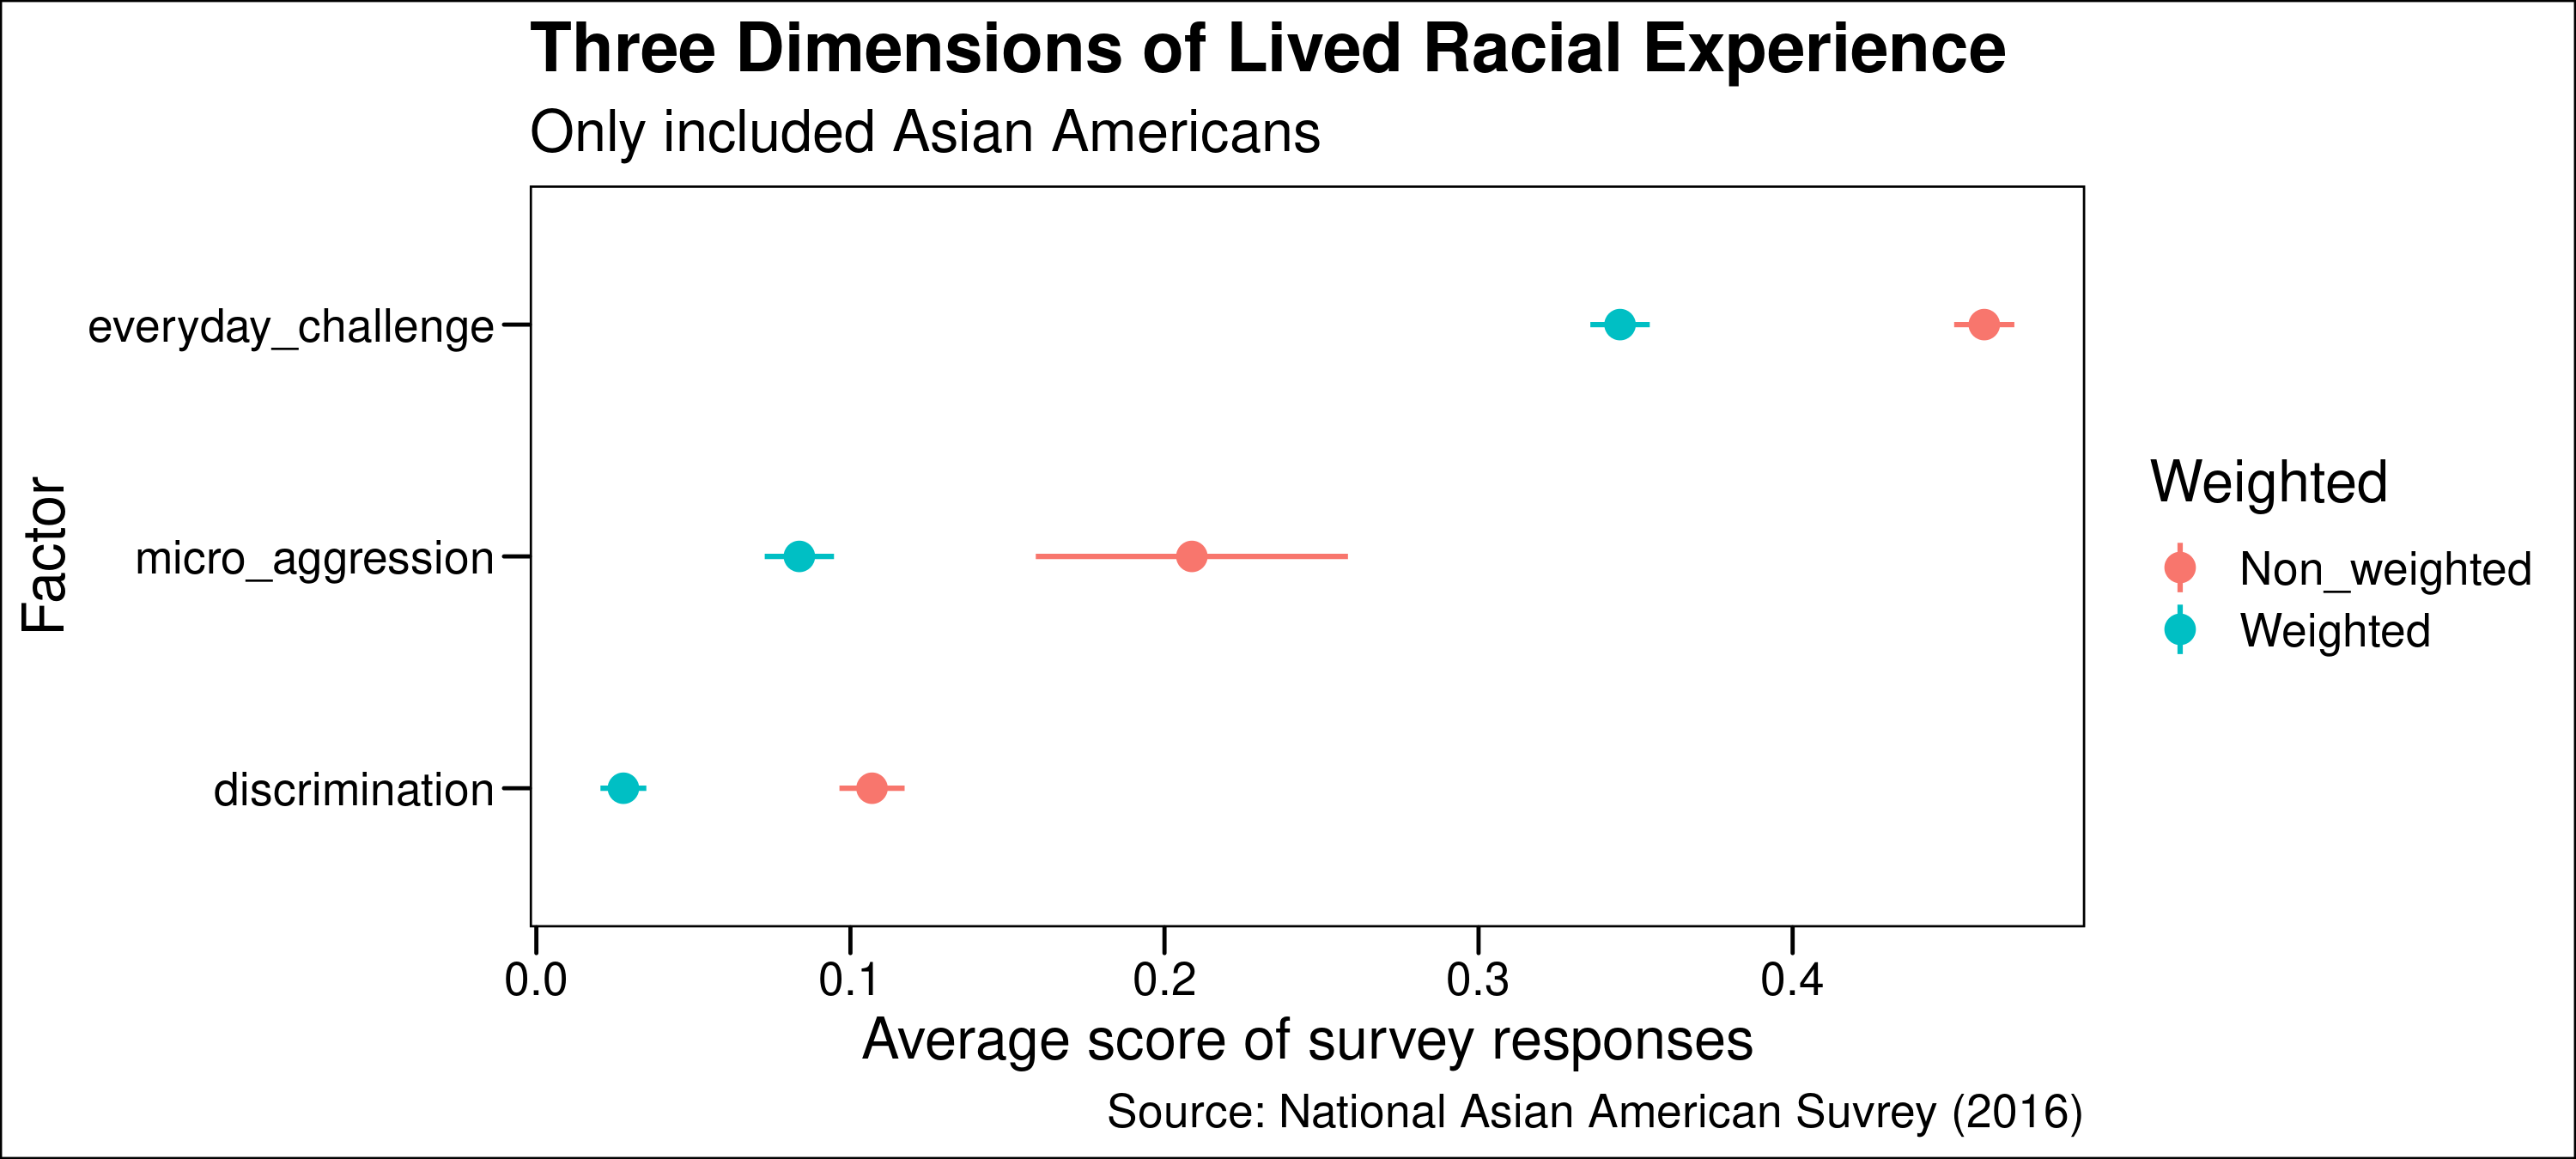 Three Dimensions of Lived Racial Experience
Only included Asian Americans
Factor
everyday_challenge
micro_aggression
discrimination
0.0 0.1 0.2 0.3 0.4
Average score of survey responses
Source: National Asian American Suvrey (2016)
Weighted
Non_weighted
Weighted